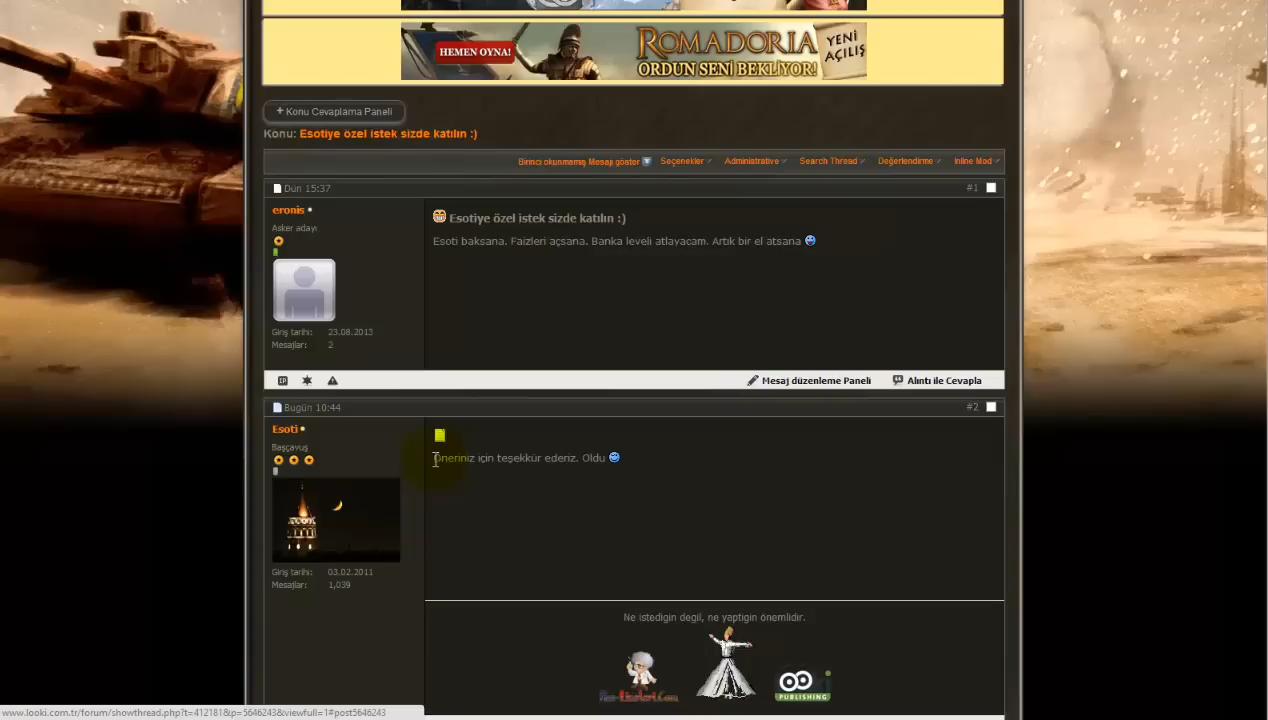 HEMEN OYNA!
ROMADORIA
ORDUN SENİ BEKLİYOR!
YENİ
AÇILIŞ
+ Konu Cevaplama Paneli
Konu: Esotiye özel istek sizde katılın :)
Birinci okunmamış Mesajı göster Seçenekler Administrative Search Thread Değerlendirme Inline Mod
Dün 15:37 #1
eronis
Asker adayı
Giriş tarihi: 23.08.2013
Mesajlar: 2
Esotiye özel istek sizde katılın :)
Esoti baksana. Faizleri açsana. Banka leveli atlayacam. Artık bir el atsana
IP
Mesaj düzenleme Paneli Alıntı ile Cevapla
Bugün 10:44 #2
Esoti
Başçavuş
Giriş tarihi: 03.02.2011
Mesajlar: 1,039
Öneriniz için teşekkür ederiz. Oldu
Ne istedigin degil, ne yaptigin önemlidir.
PUBLISHING
www.looki.com.tr/forum/showthread.php?t=412181&p=5646243&viewfull=1#post5646243